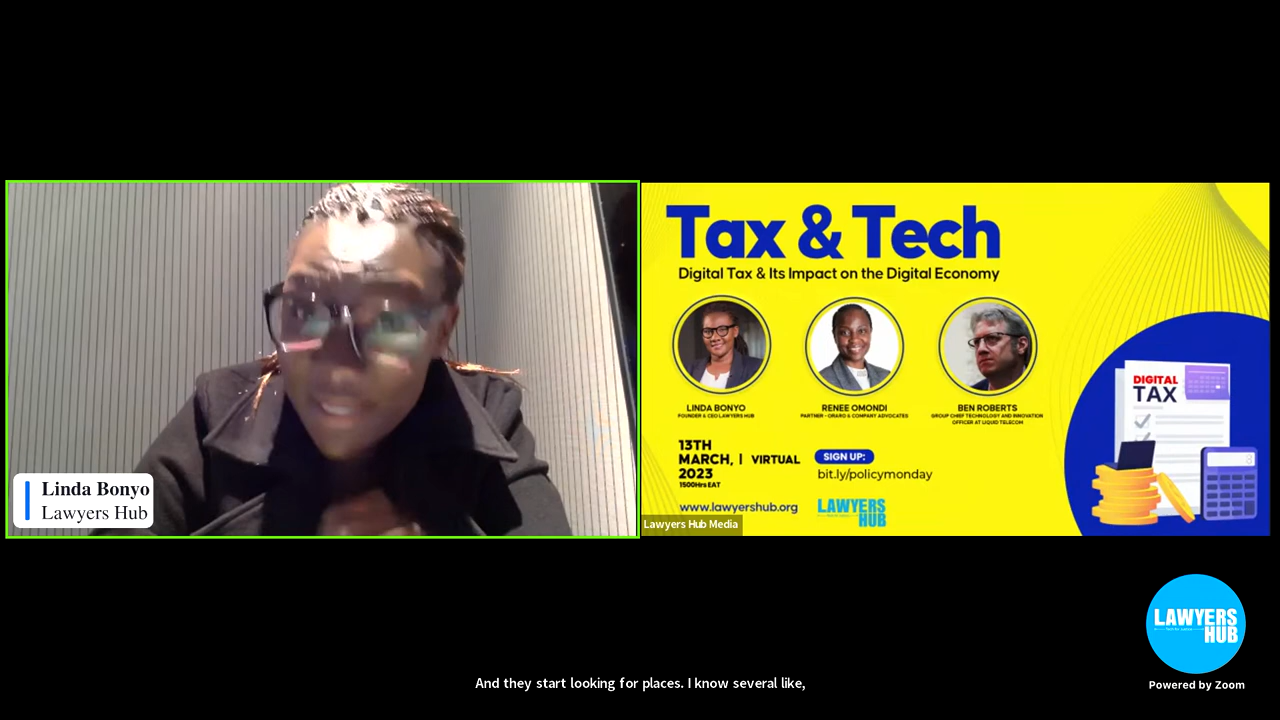 Linda Bonyo
Lawyers Hub
Tax & Tech
Digital Tax & Its Impact on the Digital Economy
LINDA BONYO
FOUNDER & CEO LAWYERS HUB
RENEE OMONDI
PARTNER - ORARO & COMPANY ADVOCATES
BEN ROBERTS
GROUP CHIEF TECHNOLOGY AND INNOVATION
OFFICER AT LIQUID TELECOM
13TH
MARCH, | VIRTUAL
2023
1500Hrs EAT
SIGN UP:
bit.ly/policymonday
www.lawyershub.org
LAWYERS
HUB
DIGITAL
TAX
Lawyers Hub Media
LAWYERS
HUB
Powered by Zoom
And they start looking for places. I know several like,